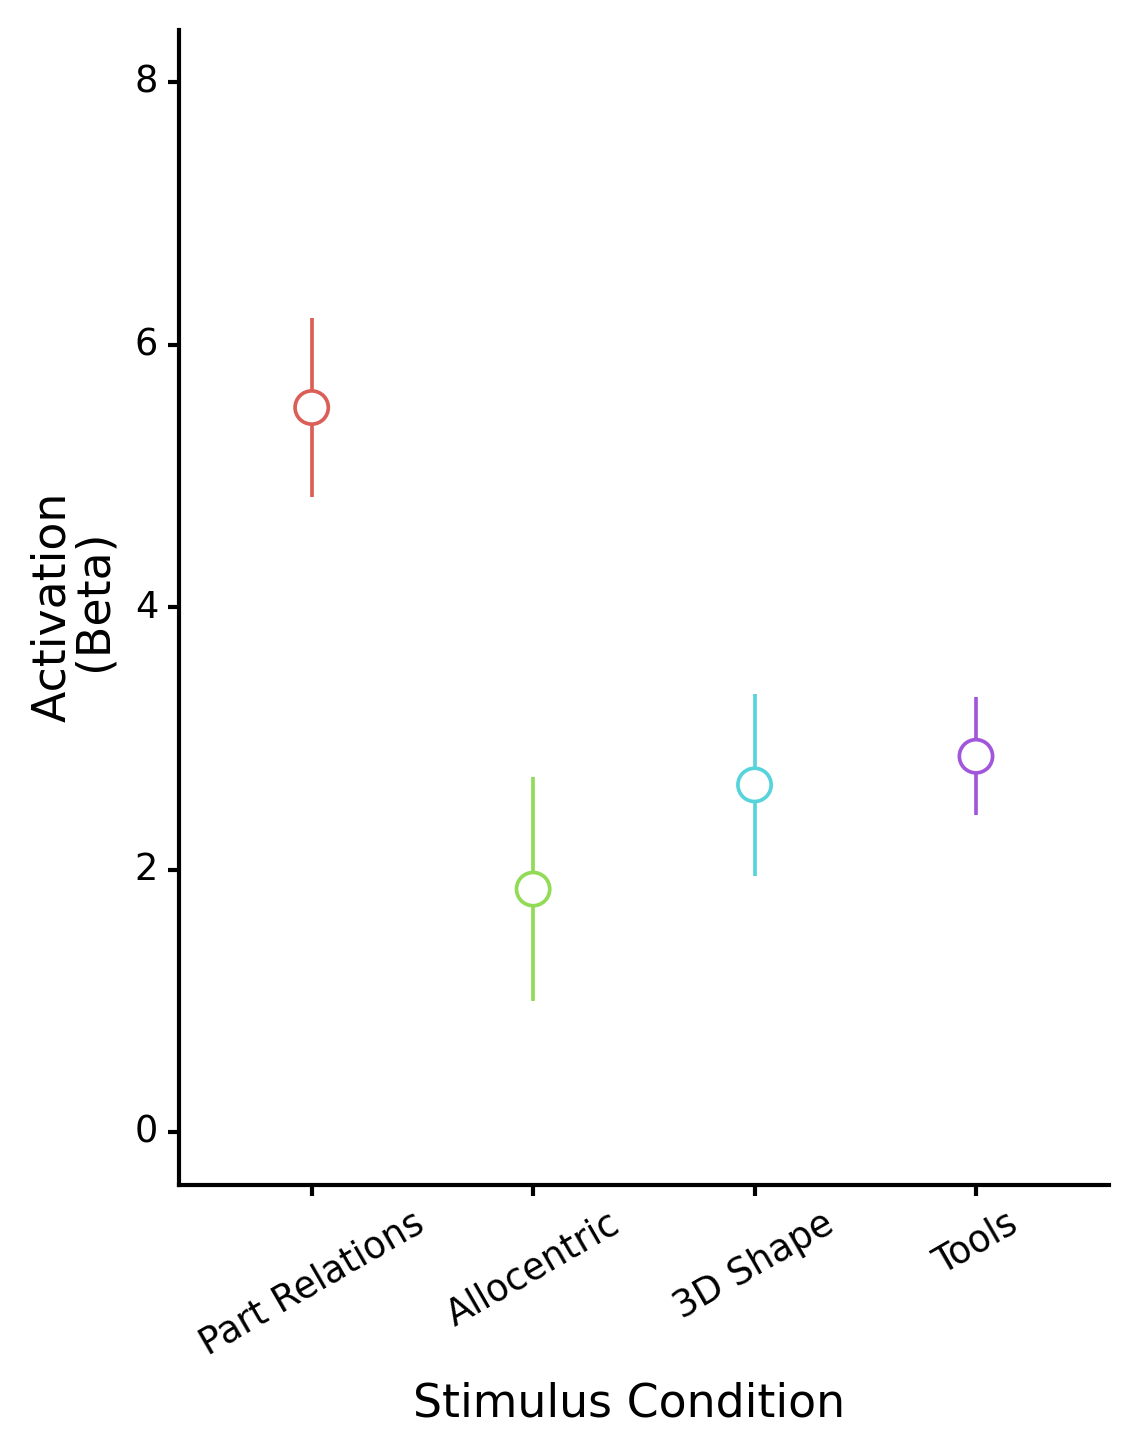 8
6
4
2
0
Activation
(Beta)
Part Relations
Allocentric
3D Shape
Tools
Stimulus Condition